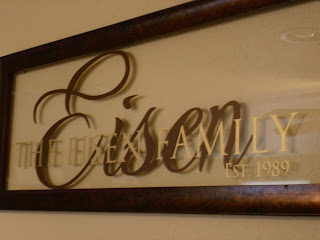 Eisen
THE EISEN FAMILY
EST. 1989